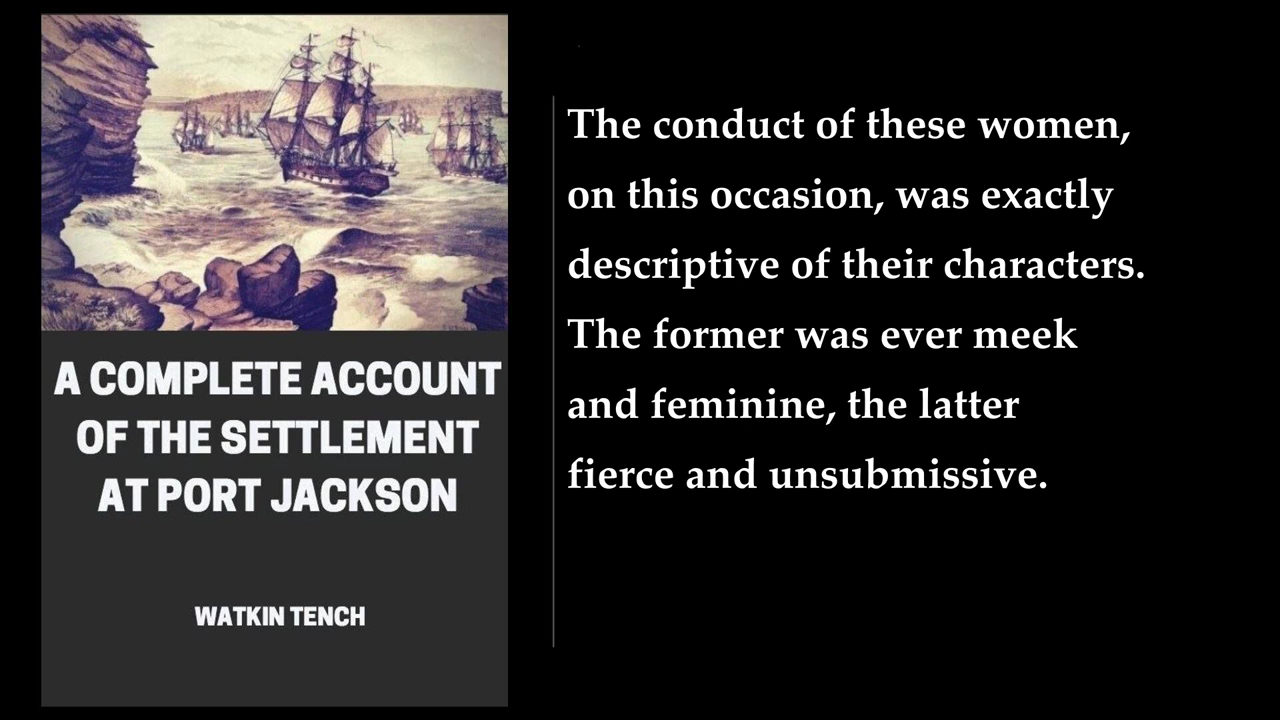 A COMPLETE ACCOUNT
OF THE SETTLEMENT
AT PORT JACKSON
WATKIN TENCH
The conduct of these women,
on this occasion, was exactly
descriptive of their characters.
The former was ever meek
and feminine, the latter
fierce and unsubmissive.